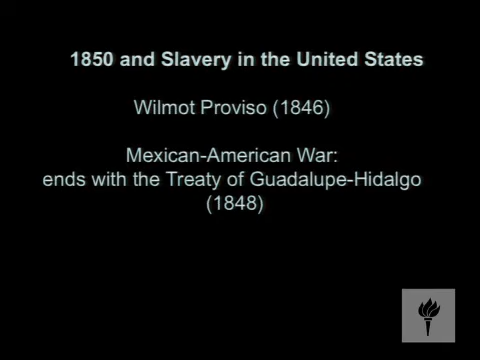 1850 and Slavery in the United States
Wilmot Proviso (1846)
Mexican-American War:
ends with the Treaty of Guadalupe-Hidalgo
(1848)